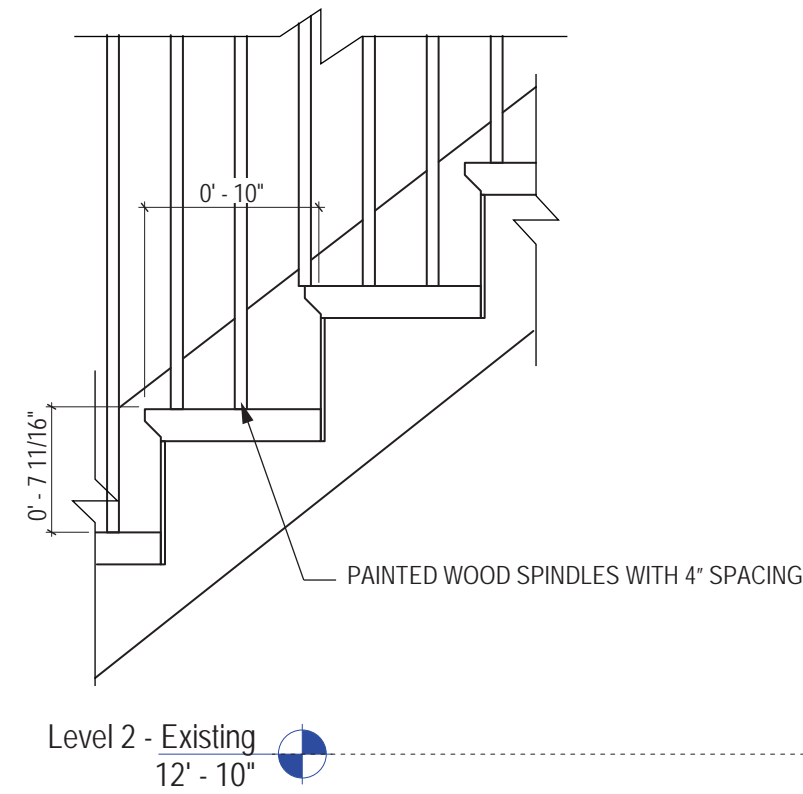 0' - 10"
0' - 7 11/16"
PAINTED WOOD SPINDLES WITH 4" SPACING
Level 2 - Existing
12' - 10"